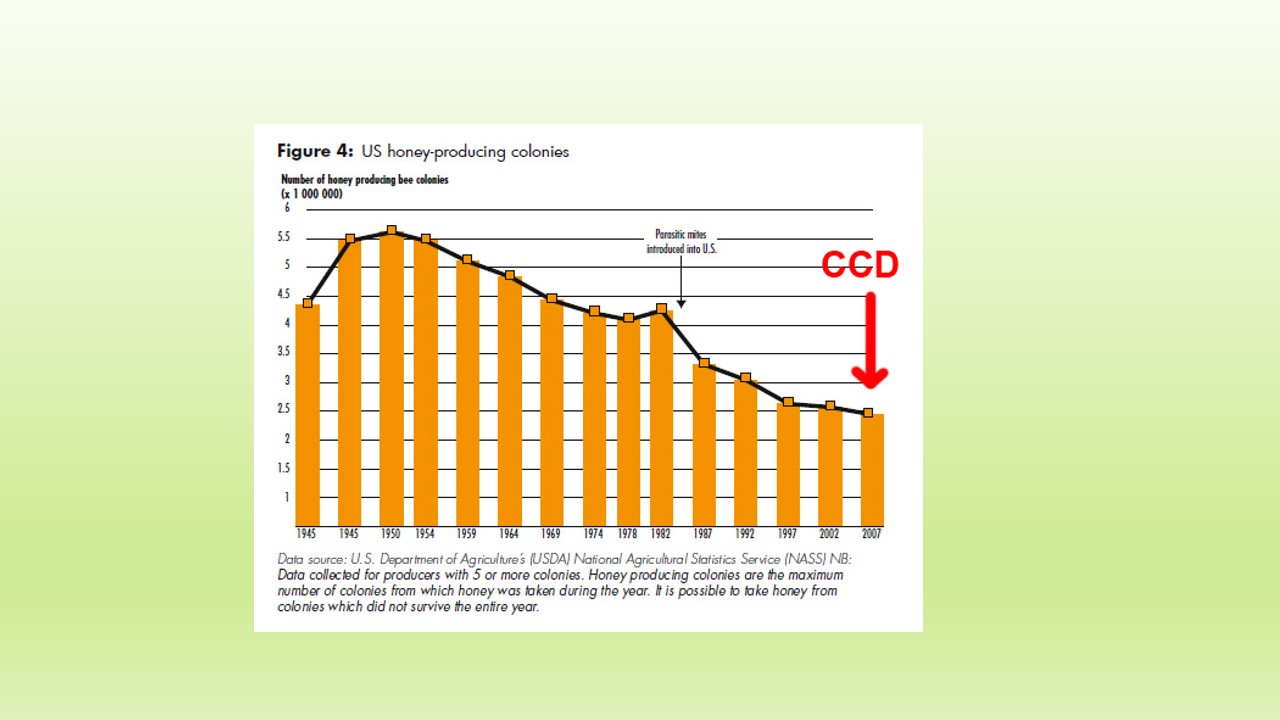 Figure 4: US honey-producing colonies
Number of honey producing bee colonies
(x 1 000 000)
6
5.5
Parasitic mites
introduced into U.S.
CCD
5
4.5
4
3.5
3
2.5
2
1.5
1
1945 1945 1950 1954 1959 1964 1969 1974 1978 1982 1987 1992 1997 2002 2007
Data source: U.S. Department of Agriculture's (USDA) National Agricultural Statistics Service (NASS) NB:
Data collected for producers with 5 or more colonies. Honey producing colonies are the maximum
number of colonies from which honey was taken during the year. It is possible to take honey from
colonies which did not survive the entire year.